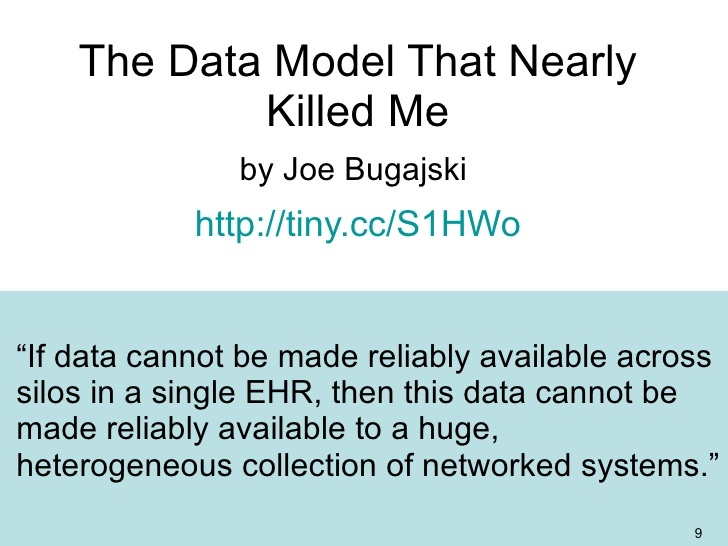 The Data Model That Nearly
Killed Me
by Joe Bugajski
http://tiny.cc/S1HWo
“If data cannot be made reliably available across
silos in a single EHR, then this data cannot be
made reliably available to a huge,
heterogeneous collection of networked systems.”
9